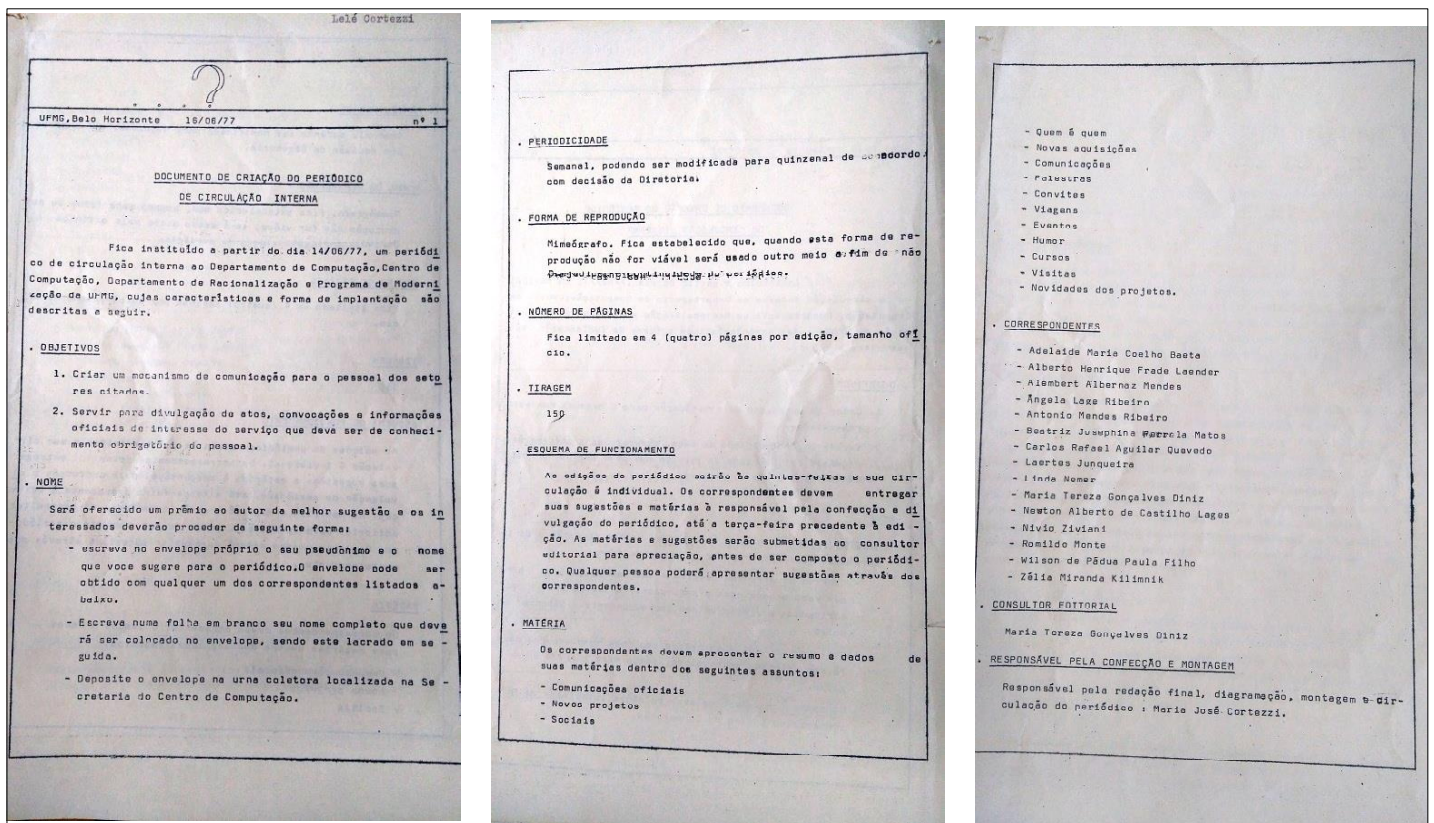 Lelé Cortezzi
. . . ?
UFMG, Belo Horizonte 16/06/77 nº 1
DOCUMENTO DE CRIAÇÃO DO PERIÓDICO
DE CIRCULAÇÃO INTERNA
Fica instituído a partir do dia 14/06/77, um periódi
co de circulação interna ao Departamento de Computação, Centro de
Computação, Departamento de Racionalização e Programa de Moderni
zação da UFMG, cujas características e forma de implantação são
descritas a seguir.
. OBJETIVOS
1. Criar um mecanismo de comunicação para o pessoal dos seto
res citados.
2. Servir para divulgação de atos, convocações e informações
oficiais de interesse do serviço que deva ser de conheci-
mento obrigatório do pessoal.
. NOME
Será oferecido um prêmio ao autor da melhor sugestão e os in
teressados deverão proceder da seguinte forma:
- escreva no envelope próprio o seu pseudônimo e o nome
que voce sugere para o periódico.O envelope pode ser
obtido com qualquer um dos correspondentes listados a-
baixo.
- Escreva numa folha em branco seu nome completo que deve
rá ser colocado no envelope, sendo este lacrado em se -
guida.
- Deposite o envelope na urna coletora localizada na Se -
cretaria do Centro de Computação.
. PERIODICIDADE
Semanal, podendo ser modificada para quinzenal de acordo
com decisão da Diretoria.
. FORMA DE REPRODUÇÃO
Mimeógrafo. Fica estabelecido que, quando esta forma de re-
produção não for viável será usado outro meio a fim de não
. NÚMERO DE PÁGINAS
Fica limitado em 4 (quatro) páginas por edição, tamanho ofí
cio.
. TIRAGEM
150
. ESQUEMA DE FUNCIONAMENTO
As edições do periódico sairão às quintas-feitas e sua cir-
culação é individual. Os correspondentes devem entregar
suas sugestões e matérias à responsável pela confecção e di
vulgação do periódico, até a terça-feira precedente à edi -
ção. As matérias e sugestões serão submetidas ao consultor
editorial para apreciação, antes de ser composto o periódi-
co. Qualquer pessoa poderá apresentar sugestões através dos
correspondentes.
. MATÉRIA
Os correspondentes devem apresentar o resumo e dados de
suas matérias dentro dos seguintes assuntos:
- Comunicações oficiais
- Novos projetos
- Sociais
- Quem é quem
- Novas aquisições
- Comunicações
- Palestras
- Convites
- Viagens
- Eventos
- Humor
- Cursos
- Visitas
- Novidades dos projetos.
. CORRESPONDENTES
- Adelaide Maria Coelho Baeta
- Alberto Henrique Frade Laender
- Alembert Albernaz Mendes
- Ângela Lage Ribeiro
- Antonio Mendes Ribeiro
- Beatriz Josephina Matos
- Carlos Rafael Aguilar Quevedo
- Laertes Junqueira
- Linda Nemer
- Maria Tereza Gonçalves Diniz
- Newton Alberto de Castilho Lages
- Nivio Ziviani
- Romildo Monte
- Wilson de Pádua Paula Filho
- Zélia Miranda Kilimnik
. CONSULTOR EDITORIAL
Maria Tereza Gonçalves Diniz
. RESPONSÁVEL PELA CONFECÇÃO E MONTAGEM
Responsável pela redação final, diagramação, montagem e cir-
culação do periódico : Maria José Cortezzi.